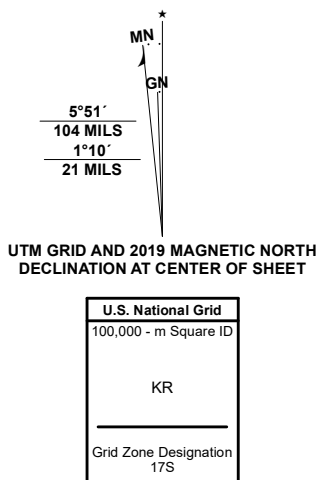 MN
GN
5°51´
104 MILS
1°10´
21 MILS
UTM GRID AND 2019 MAGNETIC NORTH
DECLINATION AT CENTER OF SHEET
U.S. National Grid
100,000 - m Square ID
KR
Grid Zone Designation
17S